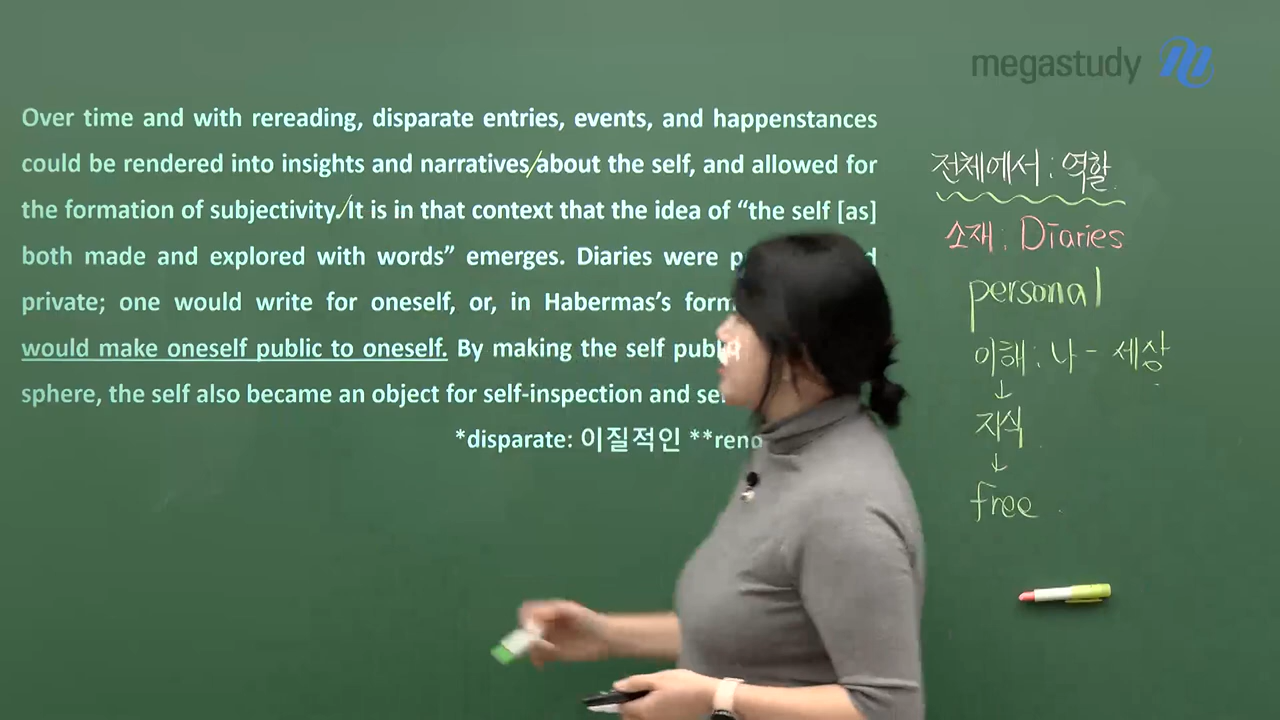 megastudy
Over time and with rereading, disparate entries, events, and happenstances
could be rendered into insights and narratives/about the self, and allowed for
the formation of subjectivity./It is in that context that the idea of “the self [as]
both made and explored with words” emerges. Diaries were
private; one would write for oneself, or, in Habermas’s
would make oneself public to oneself. By making the self
sphere, the self also became an object for self-inspection and
*disparate: 이질적인
전체에서 : 역할
소재 : Diaries
personal
이해 : 나 - 세상
↓
지식
↓
free